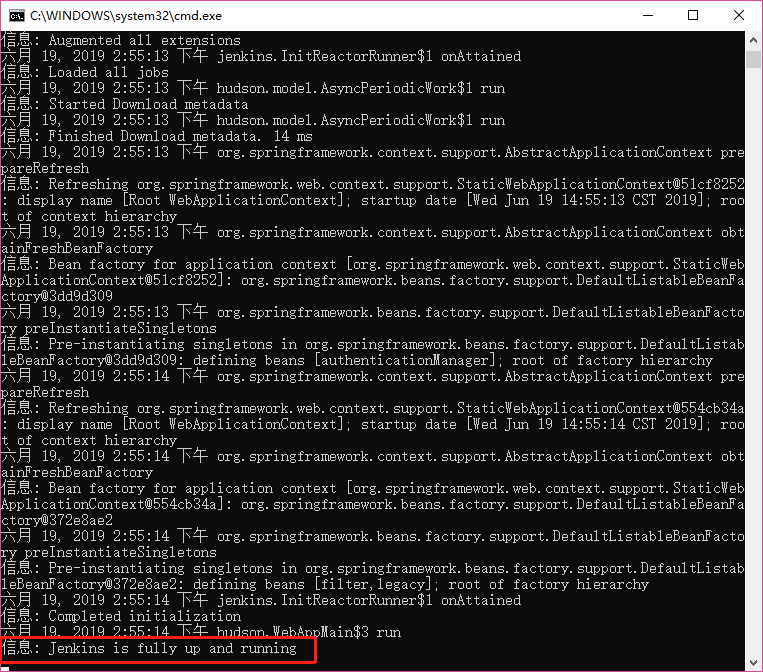 C:\WINDOWS\system32\cmd.exe
信息: Augmented all extensions
六月 19, 2019 2:55:13 下午 jenkins.InitReactorRunner$1 onAttained
信息: Loaded all jobs
六月 19, 2019 2:55:13 下午 hudson.model.AsyncPeriodicWork$1 run
信息: Started Download metadata
六月 19, 2019 2:55:13 下午 hudson.model.AsyncPeriodicWork$1 run
信息: Finished Download metadata. 14 ms
六月 19, 2019 2:55:13 下午 org.springframework.context.support.AbstractApplicationContext pre
pareRefresh
信息: Refreshing org.springframework.web.context.support.StaticWebApplicationContext@51cf8252
: display name [Root WebApplicationContext]; startup date [Wed Jun 19 14:55:13 CST 2019]; roo
t of context hierarchy
六月 19, 2019 2:55:13 下午 org.springframework.context.support.AbstractApplicationContext obt
ainFreshBeanFactory
信息: Bean factory for application context [org.springframework.web.context.support.StaticWeb
ApplicationContext@51cf8252]: org.springframework.beans.factory.support.DefaultListableBeanFa
ctory@3dd9d309
六月 19, 2019 2:55:13 下午 org.springframework.beans.factory.support.DefaultListableBeanFacto
ry preInstantiateSingletons
信息: Pre-instantiating singletons in org.springframework.beans.factory.support.DefaultListab
leBeanFactory@3dd9d309: defining beans [authenticationManager]; root of factory hierarchy
六月 19, 2019 2:55:14 下午 org.springframework.context.support.AbstractApplicationContext pre
pareRefresh
信息: Refreshing org.springframework.web.context.support.StaticWebApplicationContext@554cb34a
: display name [Root WebApplicationContext]; startup date [Wed Jun 19 14:55:14 CST 2019]; roo
t of context hierarchy
六月 19, 2019 2:55:14 下午 org.springframework.context.support.AbstractApplicationContext obt
ainFreshBeanFactory
信息: Bean factory for application context [org.springframework.web.context.support.StaticWeb
ApplicationContext@554cb34a]: org.springframework.beans.factory.support.DefaultListableBeanFa
ctory@372e8ae2
六月 19, 2019 2:55:14 下午 org.springframework.beans.factory.support.DefaultListableBeanFacto
ry preInstantiateSingletons
信息: Pre-instantiating singletons in org.springframework.beans.factory.support.DefaultListab
leBeanFactory@372e8ae2: defining beans [filter,legacy]; root of factory hierarchy
六月 19, 2019 2:55:14 下午 jenkins.InitReactorRunner$1 onAttained
信息: Completed initialization
六月 19, 2019 2:55:14 下午 hudson.WebAppMain$3 run
信息: Jenkins is fully up and running